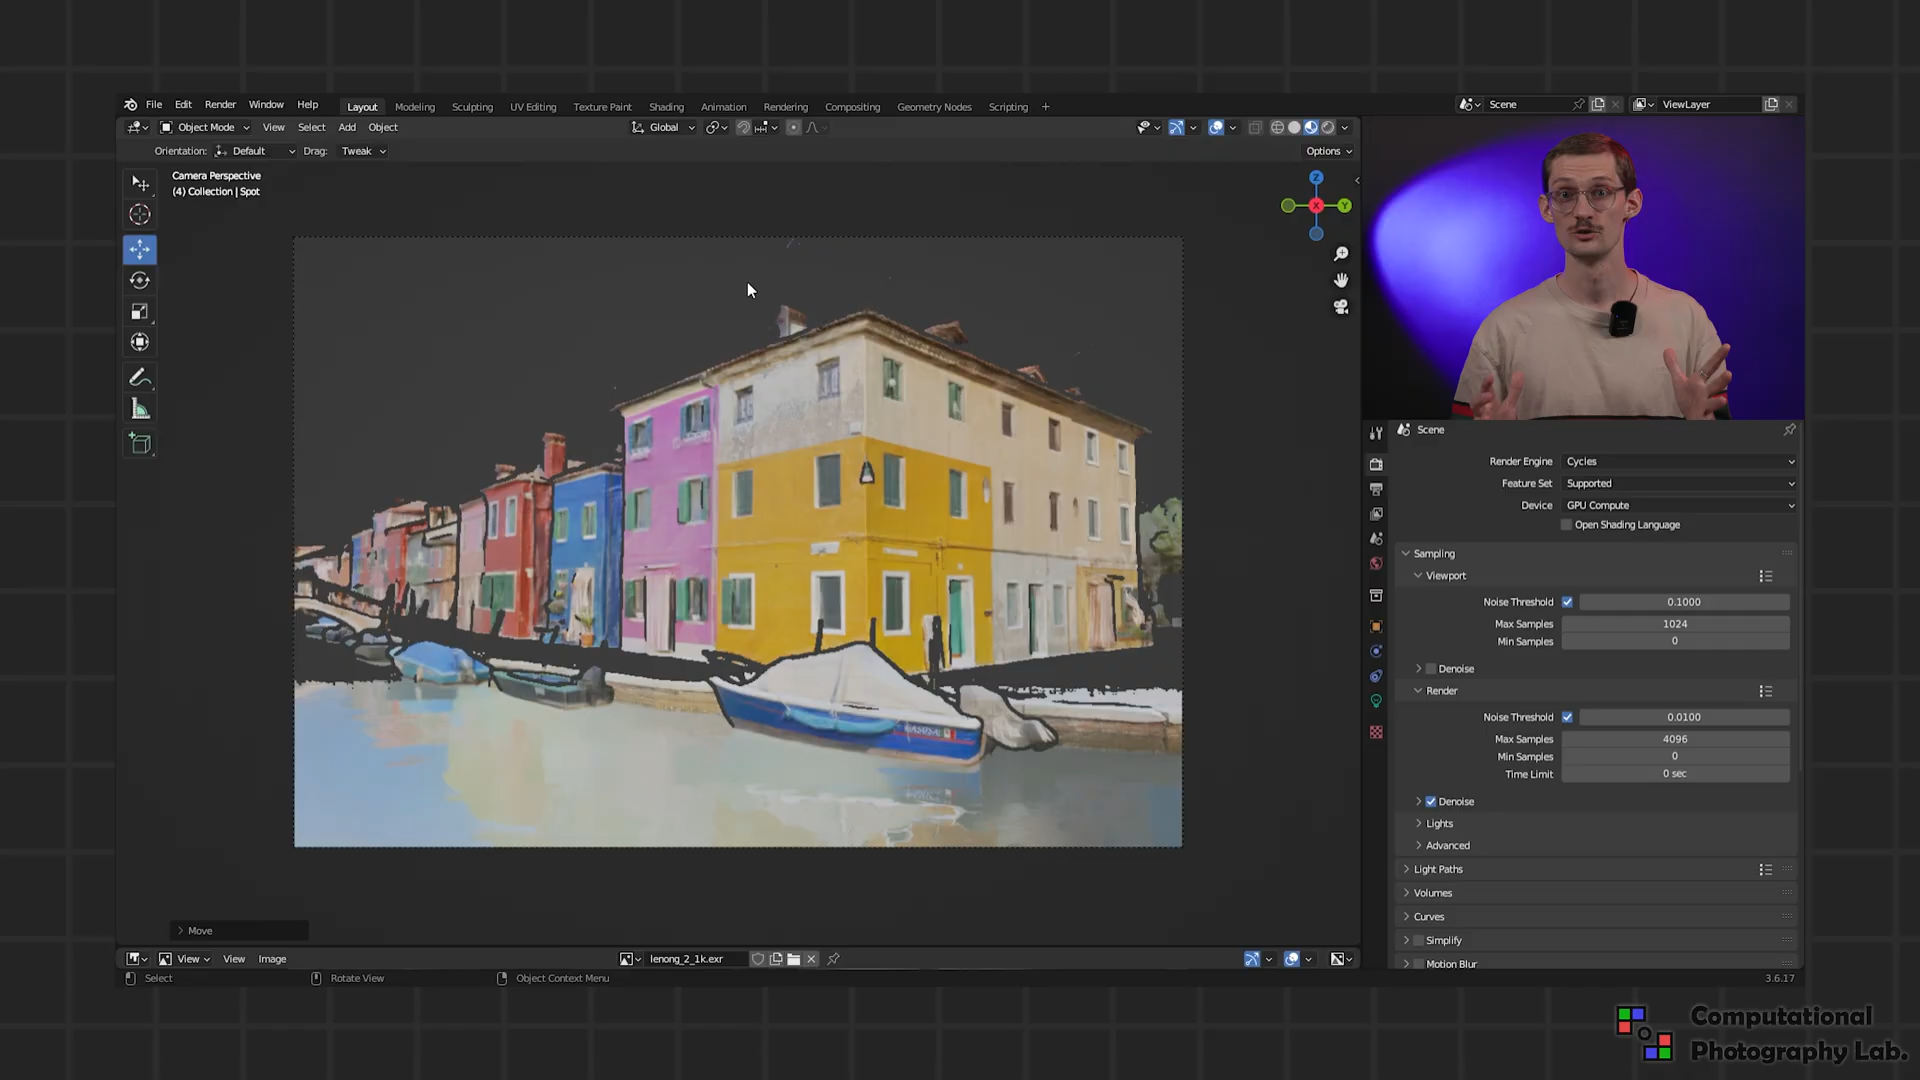 File Edit Render Window Help
Layout Modeling Sculpting UV Editing Texture Paint Shading Animation Rendering Compositing Geometry Nodes Scripting +
Scene
ViewLayer
Object Mode View Select Add Object
Global
Orientation: Default Drag: Tweak
Options
Camera Perspective
(4) Collection | Spot
Z
X
Y
Scene
Render Engine Cycles
Feature Set Supported
Device GPU Compute
Open Shading Language
Sampling
Viewport
Noise Threshold 0.1000
Max Samples 1024
Min Samples 0
Denoise
Render
Noise Threshold 0.0100
Max Samples 4096
Min Samples 0
Time Limit 0 sec
Denoise
Lights
Advanced
Light Paths
Volumes
Curves
Simplify
Motion Blur
Move
View View Image
lenong_2_1k.exr
Select Rotate View Object Context Menu
3.6.17
Computational
Photography Lab.